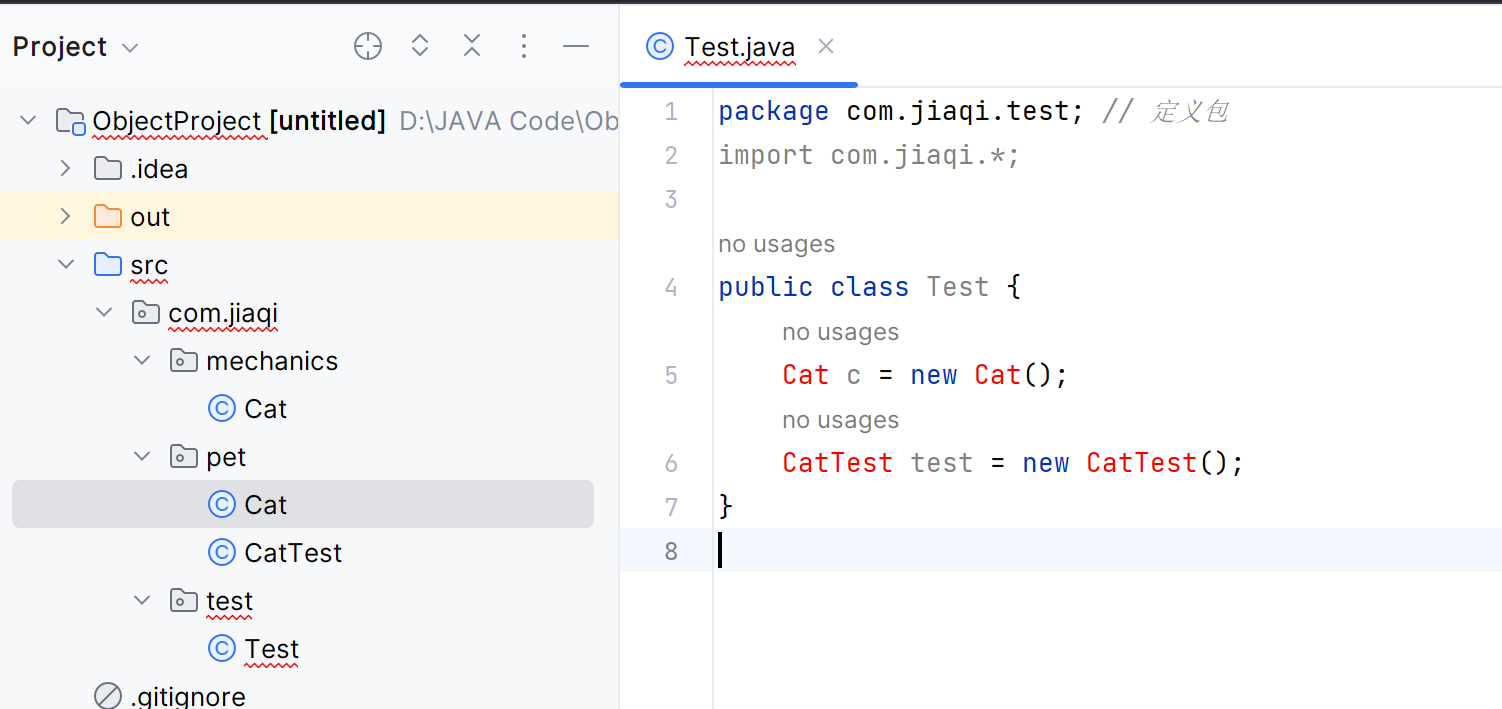 Project
ObjectProject [untitled] D:\JAVA Code\Ob
.idea
out
src
com.jiaqi
mechanics
Cat
pet
Cat
CatTest
test
Test
.gitignore
Test.java
1 package com.jiaqi.test; // 定义包
2 import com.jiaqi.*;
3
no usages
4 public class Test {
no usages
5 Cat c = new Cat();
no usages
6 CatTest test = new CatTest();
7 }
8